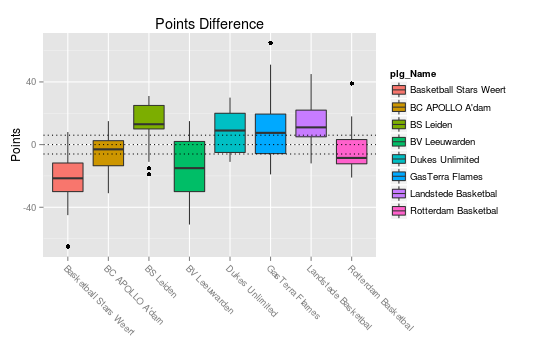 Points Difference
Points
40
0
-40
Basketball Stars Weert
BC APOLLO A'dam
BS Leiden
BV Leeuwarden
Dukes Unlimited
GasTerra Flames
Landstede Basketbal
Rotterdam Basketbal
plg_Name
Basketball Stars Weert
BC APOLLO A'dam
BS Leiden
BV Leeuwarden
Dukes Unlimited
GasTerra Flames
Landstede Basketbal
Rotterdam Basketbal